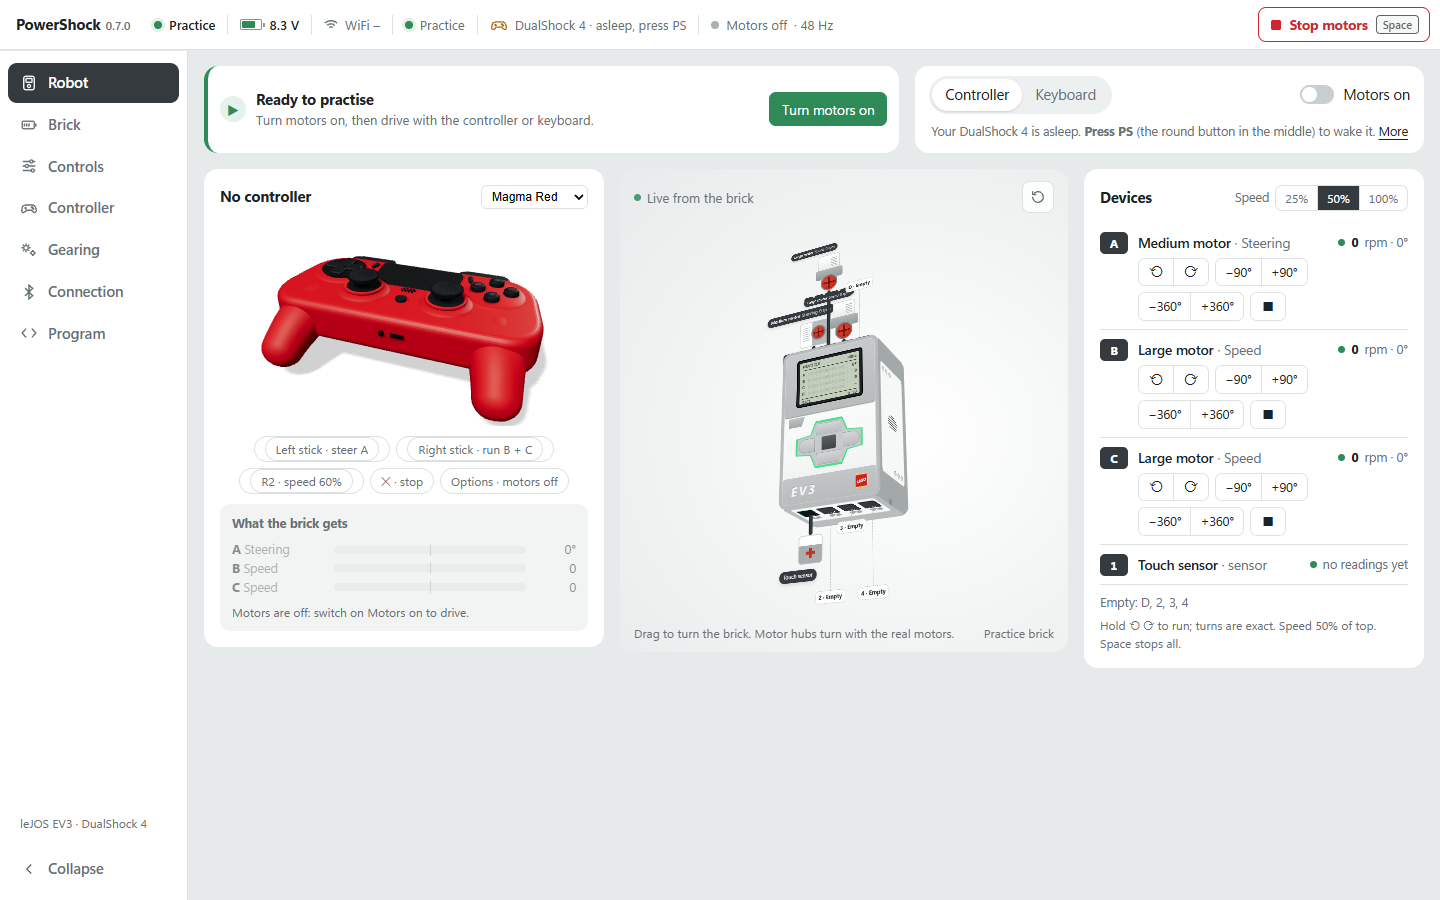 PowerShock 0.7.0
Practice
8.3 V
WiFi –
Practice
DualShock 4 · asleep, press PS
Motors off · 48 Hz
Stop motors
Space
Robot
Brick
Controls
Controller
Gearing
Connection
Program
leJOS EV3 · DualShock 4
Collapse
Ready to practise
Turn motors on, then drive with the controller or keyboard.
Turn motors on
Controller
Keyboard
Motors on
Your DualShock 4 is asleep. Press PS (the round button in the middle) to wake it. More
No controller
Magma Red
Left stick · steer A
Right stick · run B + C
R2 · speed 60%
· stop
Options · motors off
What the brick gets
A Steering 0°
B Speed 0
C Speed 0
Motors are off: switch on Motors on to drive.
Live from the brick
D · Empty
EV3
3 · Empty
Touch sensor
2 · Empty
4 · Empty
Drag to turn the brick. Motor hubs turn with the real motors.
Practice brick
Devices
Speed
25%
50%
100%
A Medium motor · Steering 0 rpm · 0°
−90° +90°
−360° +360°
B Large motor · Speed 0 rpm · 0°
−90° +90°
−360° +360°
C Large motor · Speed 0 rpm · 0°
−90° +90°
−360° +360°
1 Touch sensor · sensor no readings yet
Empty: D, 2, 3, 4
Hold to run; turns are exact. Speed 50% of top.
Space stops all.